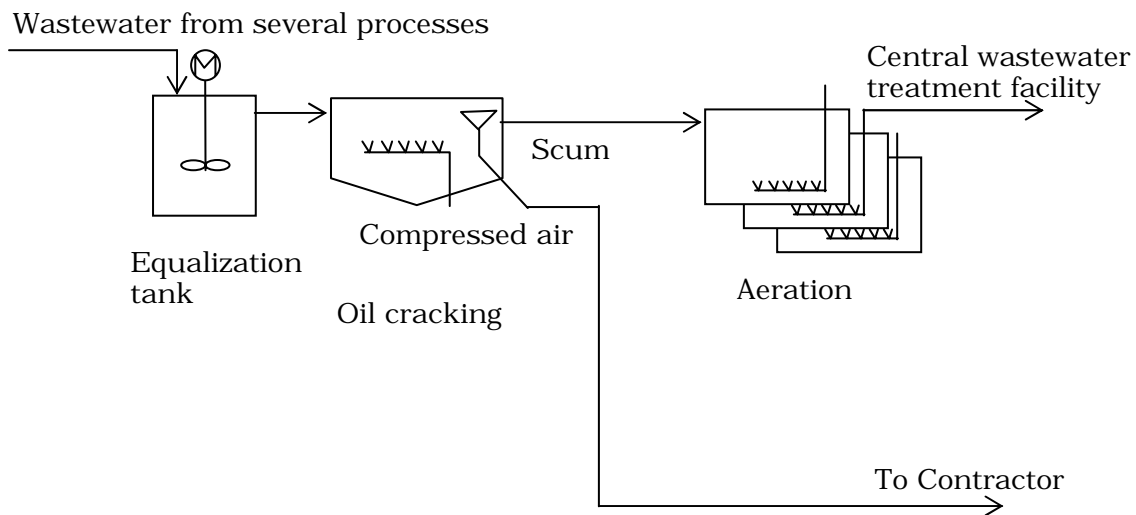 Wastewater from several processes
M
Central wastewater
treatment facility
Scum
Compressed air
Equalization
tank
Aeration
Oil cracking
To Contractor